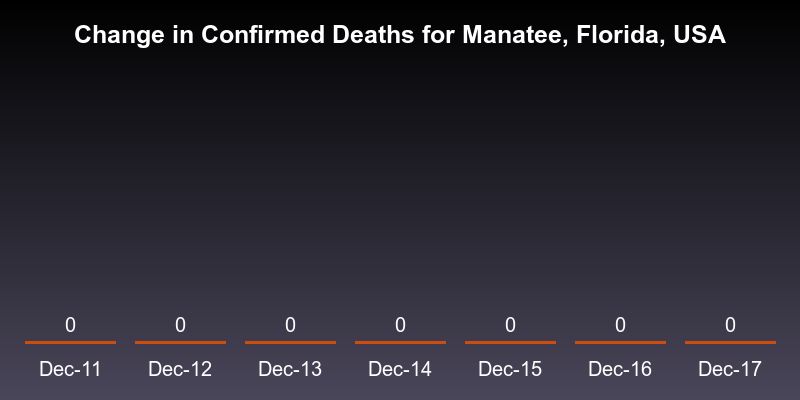 Change in Confirmed Deaths for Manatee, Florida, USA
0 0 0 0 0 0 0
Dec-11 Dec-12 Dec-13 Dec-14 Dec-15 Dec-16 Dec-17